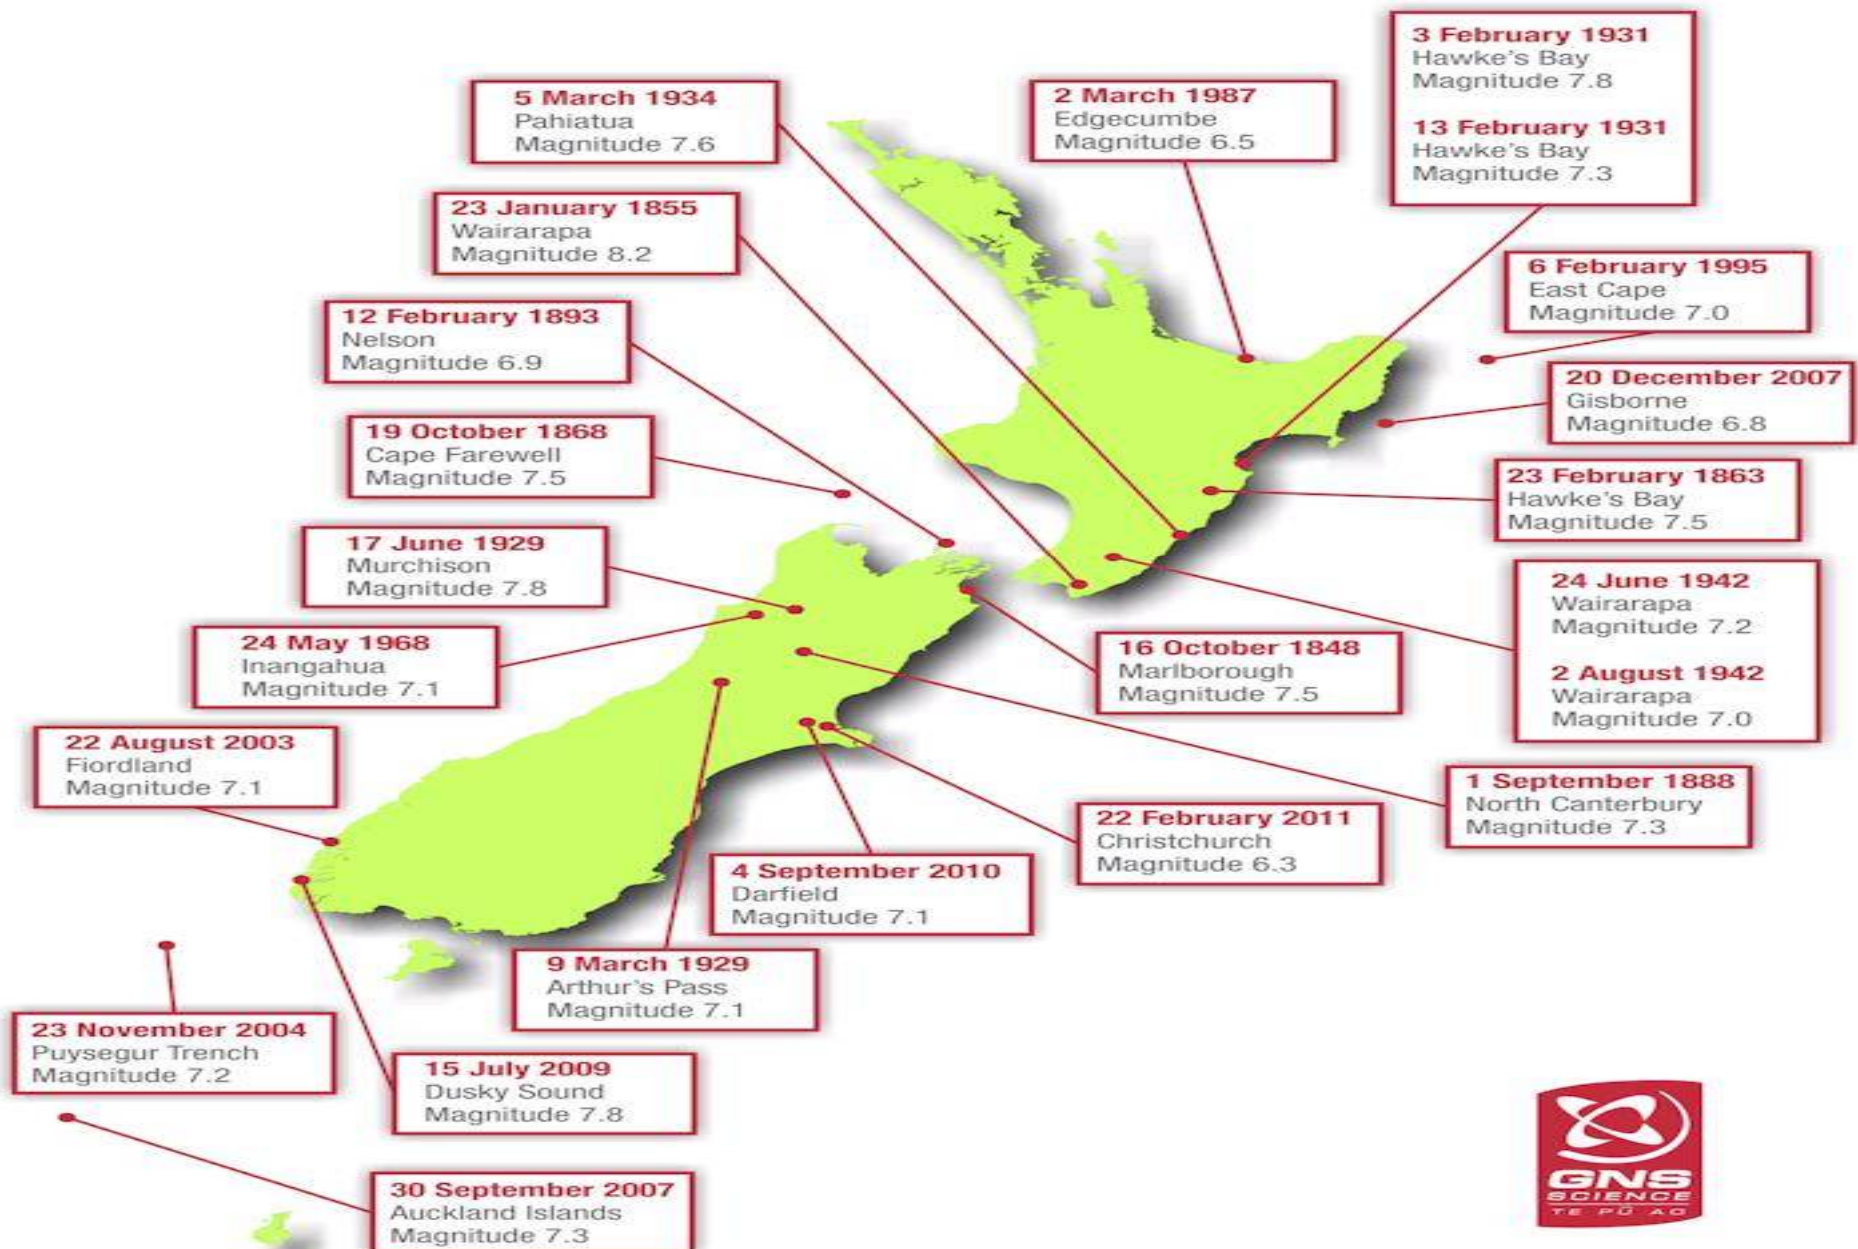 3 February 1931
Hawke's Bay
Magnitude 7.8
13 February 1931
Hawke's Bay
Magnitude 7.3
5 March 1934
Pahiatua
Magnitude 7.6
2 March 1987
Edgecumbe
Magnitude 6.5
23 January 1855
Wairarapa
Magnitude 8.2
6 February 1995
East Cape
Magnitude 7.0
12 February 1893
Nelson
Magnitude 6.9
20 December 2007
Gisborne
Magnitude 6.8
19 October 1868
Cape Farewell
Magnitude 7.5
23 February 1863
Hawke's Bay
Magnitude 7.5
17 June 1929
Murchison
Magnitude 7.8
24 June 1942
Wairarapa
Magnitude 7.2
2 August 1942
Wairarapa
Magnitude 7.0
24 May 1968
Inangahua
Magnitude 7.1
16 October 1848
Marlborough
Magnitude 7.5
22 August 2003
Fiordland
Magnitude 7.1
1 September 1888
North Canterbury
Magnitude 7.3
22 February 2011
Christchurch
Magnitude 6.3
4 September 2010
Darfield
Magnitude 7.1
9 March 1929
Arthur's Pass
Magnitude 7.1
23 November 2004
Puysegur Trench
Magnitude 7.2
15 July 2009
Dusky Sound
Magnitude 7.8
30 September 2007
Auckland Islands
Magnitude 7.3
GNS
SCIENCE
TE PŪ AO